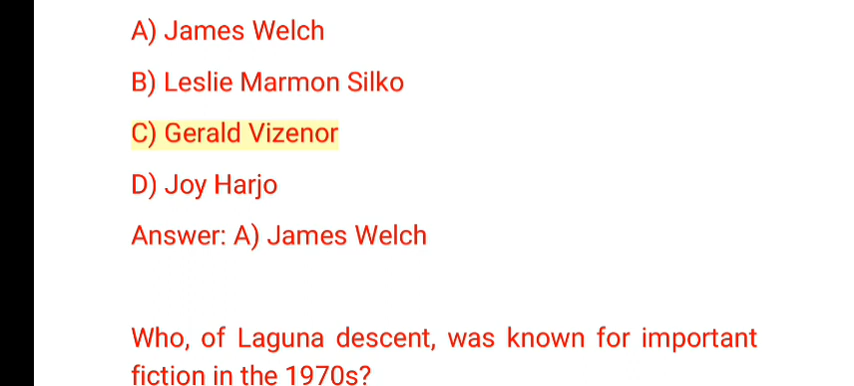 A) James Welch
B) Leslie Marmon Silko
C) Gerald Vizenor
D) Joy Harjo
Answer: A) James Welch
Who, of Laguna descent, was known for important
fiction in the 1970s?